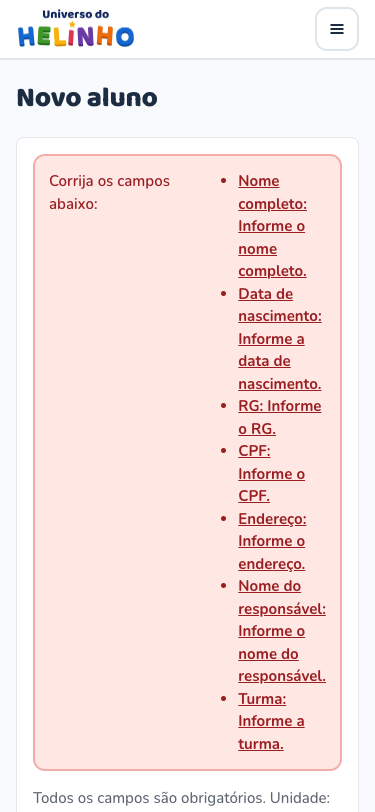 Universo do
HELINHO
Novo aluno
Corrija os campos
abaixo:
• Nome
completo:
Informe o
nome
completo.
• Data de
nascimento:
Informe a
data de
nascimento.
• RG: Informe
o RG.
• CPF:
Informe o
CPF.
• Endereço:
Informe o
endereço.
• Nome do
responsável:
Informe o
nome do
responsável.
• Turma:
Informe a
turma.
Todos os campos são obrigatórios. Unidade: